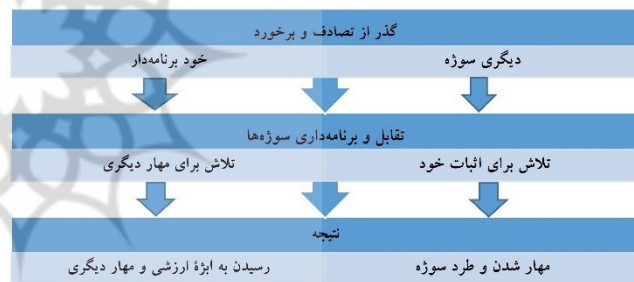 گذر از تصادف و برخورد
دیگری سوژه
خود برنامه‌دار
تقابل و برنامه‌داری سوژه‌ها
تلاش برای اثبات خود
تلاش برای مهار دیگری
نتیجه
مهار شدن و طرد سوژه
رسیدن به ابژهٔ ارزشی و مهار دیگری